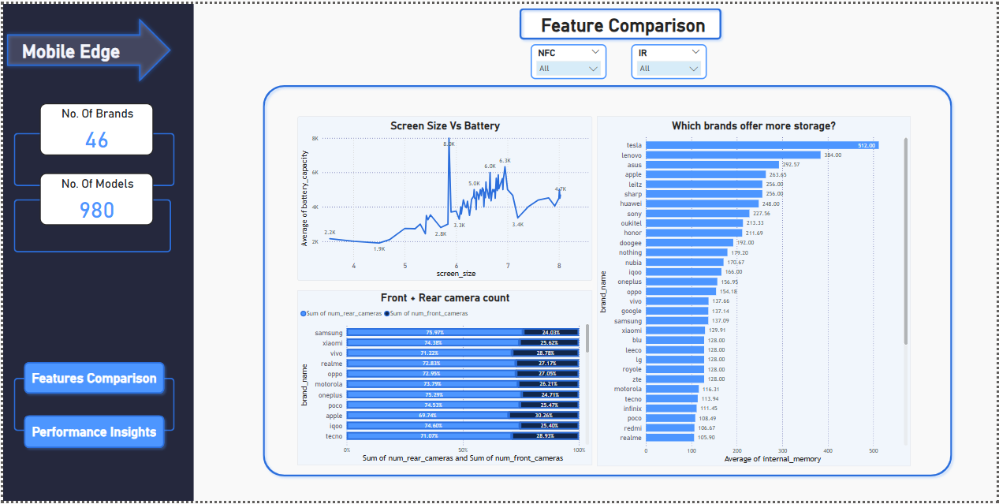 Mobile Edge
No. Of Brands
46
No. Of Models
980
Features Comparison
Performance Insights
Feature Comparison
NFC
All
IR
All
Screen Size Vs Battery
Average of battery_capacity
8K
6K
4K
2K
2.2K
1.9K
2.8K
8.0K
3.3K
5.0K
6.0K
6.3K
3.4K
4.7K
4 5 6 7 8
screen_size
Front + Rear camera count
Sum of num_rear_cameras Sum of num_front_cameras
brand_name
samsung 75.97% 24.03%
xiaomi 74.38% 25.62%
vivo 71.22% 28.78%
realme 72.83% 27.17%
oppo 72.95% 27.05%
motorola 73.79% 26.21%
oneplus 75.29% 24.71%
poco 74.53% 25.47%
apple 69.74% 30.26%
iqoo 74.60% 25.40%
tecno 71.07% 28.93%
0% 50% 100%
Sum of num_rear_cameras and Sum of num_front_cameras
Which brands offer more storage?
brand_name
tesla 512.00
lenovo 384.00
asus 292.57
apple 263.65
leitz 256.00
sharp 256.00
huawei 248.00
sony 227.56
oukitel 213.33
honor 211.69
doogee 192.00
nothing 179.20
nubia 170.67
iqoo 166.00
oneplus 156.95
oppo 154.18
vivo 137.66
google 137.14
samsung 137.09
xiaomi 129.91
blu 128.00
leeco 128.00
lg 128.00
royole 128.00
zte 128.00
motorola 116.31
tecno 113.94
infinix 111.45
poco 108.49
redmi 106.67
realme 105.90
0 100 200 300 400 500
Average of internal_memory